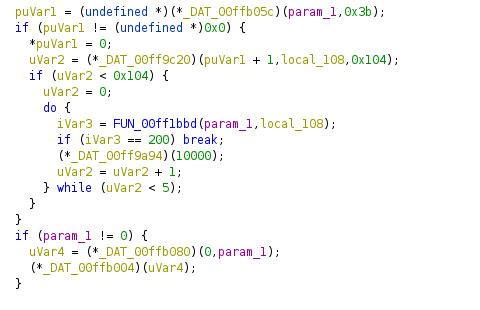 puVar1 = (undefined *)(*_DAT_00ffb05c)(param_1,0x3b);
if (puVar1 != (undefined *)0x0) {
*puVar1 = 0;
uVar2 = (*_DAT_00ff9c20)(puVar1 + 1,local_108,0x104);
if (uVar2 < 0x104) {
uVar2 = 0;
do {
iVar3 = FUN_00ff1bbd(param_1,local_108);
if (iVar3 == 200) break;
(*_DAT_00ff9a94)(10000);
uVar2 = uVar2 + 1;
} while (uVar2 < 5);
}
}
if (param_1 != 0) {
uVar4 = (*_DAT_00ffb080)(0,param_1);
(*_DAT_00ffb004)(uVar4);
}